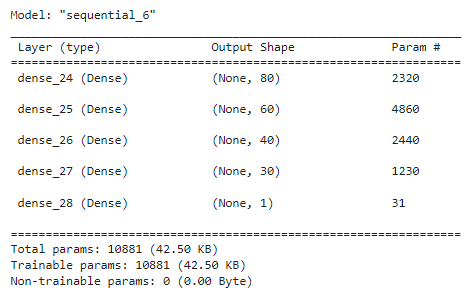 Model: "sequential_6"
_________________________________________________________________
Layer (type) Output Shape Param #
=================================================================
dense_24 (Dense) (None, 80) 2320
dense_25 (Dense) (None, 60) 4860
dense_26 (Dense) (None, 40) 2440
dense_27 (Dense) (None, 30) 1230
dense_28 (Dense) (None, 1) 31
=================================================================
Total params: 10881 (42.50 KB)
Trainable params: 10881 (42.50 KB)
Non-trainable params: 0 (0.00 Byte)